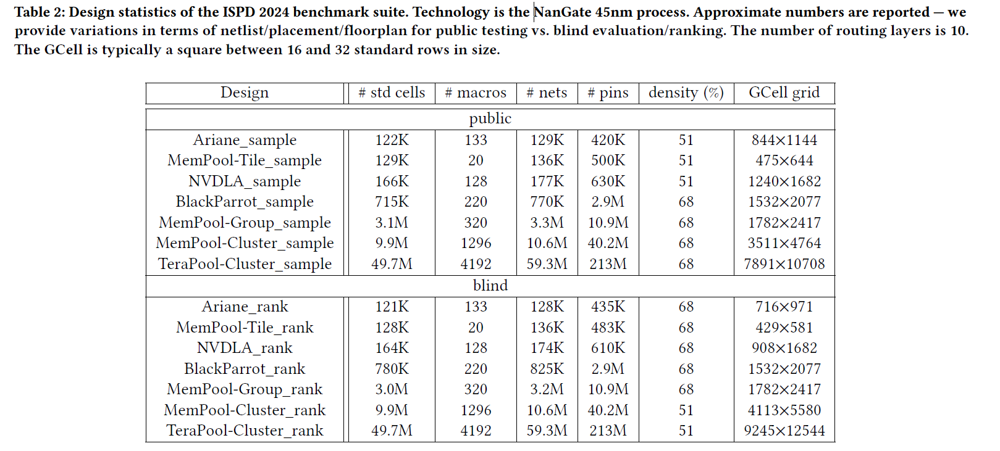 Table 2: Design statistics of the ISPD 2024 benchmark suite. Technology is the NanGate 45nm process. Approximate numbers are reported — we
provide variations in terms of netlist/placement/floorplan for public testing vs. blind evaluation/ranking. The number of routing layers is 10.
The GCell is typically a square between 16 and 32 standard rows in size.
Design # std cells # macros # nets # pins density (%) GCell grid
public
Ariane_sample 122K 133 129K 420K 51 844×1144
MemPool-Tile_sample 129K 20 136K 500K 51 475×644
NVDLA_sample 166K 128 177K 630K 51 1240×1682
BlackParrot_sample 715K 220 770K 2.9M 68 1532×2077
MemPool-Group_sample 3.1M 320 3.3M 10.9M 68 1782×2417
MemPool-Cluster_sample 9.9M 1296 10.6M 40.2M 68 3511×4764
TeraPool-Cluster_sample 49.7M 4192 59.3M 213M 68 7891×10708
blind
Ariane_rank 121K 133 128K 435K 68 716×971
MemPool-Tile_rank 128K 20 136K 483K 68 429×581
NVDLA_rank 164K 128 174K 610K 68 908×1682
BlackParrot_rank 780K 220 825K 2.9M 68 1532×2077
MemPool-Group_rank 3.0M 320 3.2M 10.9M 68 1782×2417
MemPool-Cluster_rank 9.9M 1296 10.6M 40.2M 51 4113×5580
TeraPool-Cluster_rank 49.7M 4192 59.3M 213M 51 9245×12544